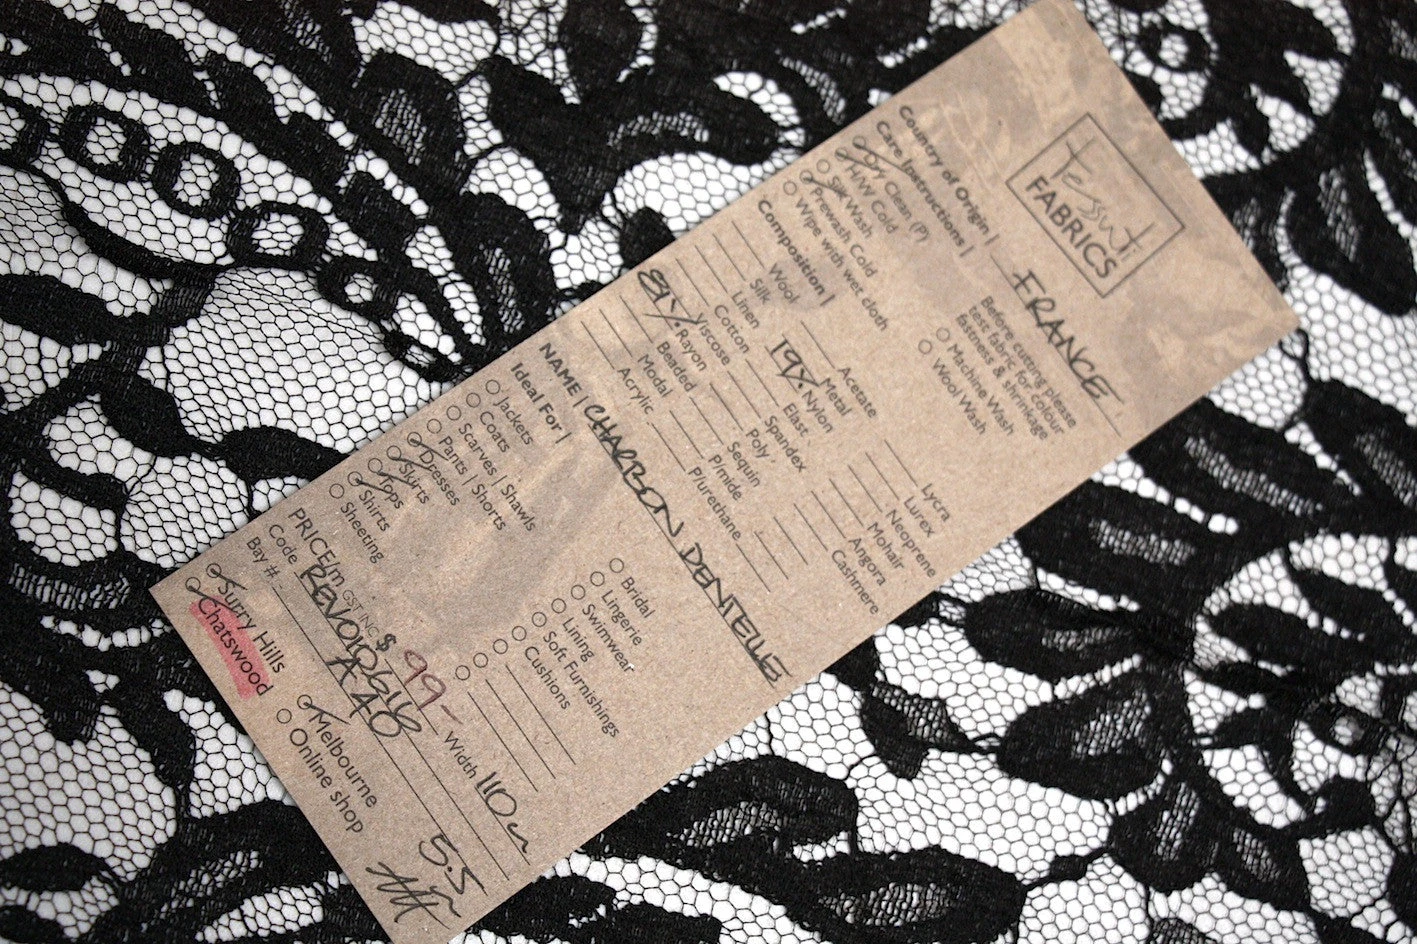 tessuti
FABRICS
Country of Origin | FRANCE
Care Instructions |
Before cutting please
test fabric for colour
fastness & shrinkage
Dry Clean (P)
H/W Cold
Silk Wash
Prewash Cold
Wipe with wet cloth
Machine Wash
Wool Wash
Composition |
Wool
Silk
Linen
Cotton
Viscose
81% Rayon
Beaded
Modal
Acrylic
Acetate
Metal
19% Nylon
Elast.
Spandex
Poly
Sequin
P/mide
P/urethane
Lycra
Lurex
Neoprene
Mohair
Angora
Cashmere
NAME | CHARBON DENTELLE
Ideal For |
Jackets
Coats
Scarves | Shawls
Pants | Shorts
Dresses
Skirts
Tops
Shirts
Sheeting
Bridal
Lingerie
Swimwear
Lining
Soft Furnishings
Cushions
PRICE/m GST INC $ 99- Width 110
Code
Bay #. A 40
5.5
Surry Hills
Chatswood
Melbourne
Online shop